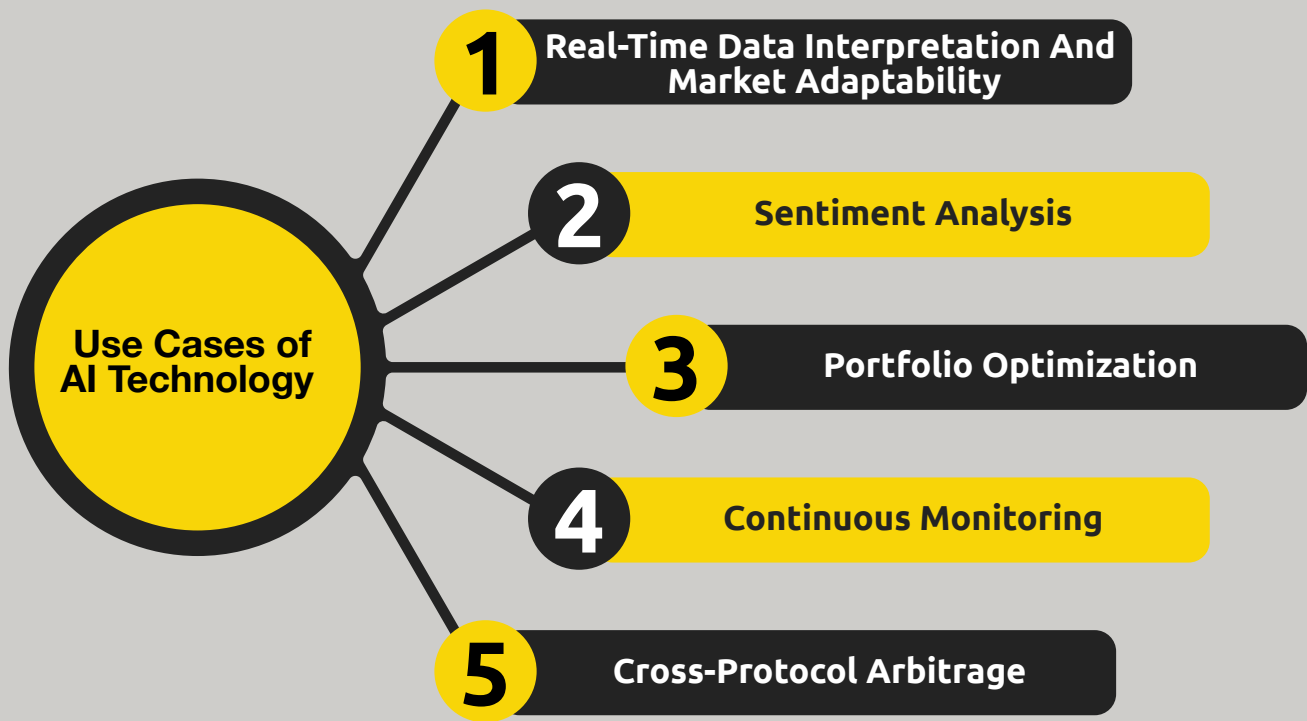 Use Cases of
AI Technology
1
Real-Time Data Interpretation And
Market Adaptability
2
Sentiment Analysis
3
Portfolio Optimization
4
Continuous Monitoring
5
Cross-Protocol Arbitrage